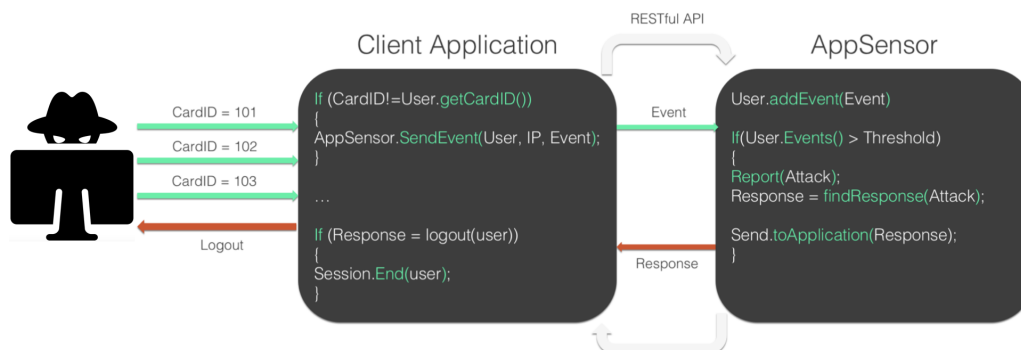 RESTful API
Client Application
AppSensor
CardID = 101
CardID = 102
CardID = 103
Logout
If (CardID!=User.getCardID())
{
AppSensor.SendEvent(User, IP, Event);
}
...
If (Response = logout(user))
{
Session.End(user);
}
Event
Response
User.addEvent(Event)
If(User.Events() > Threshold)
{
Report(Attack);
Response = findResponse(Attack);
Send.toApplication(Response);
}